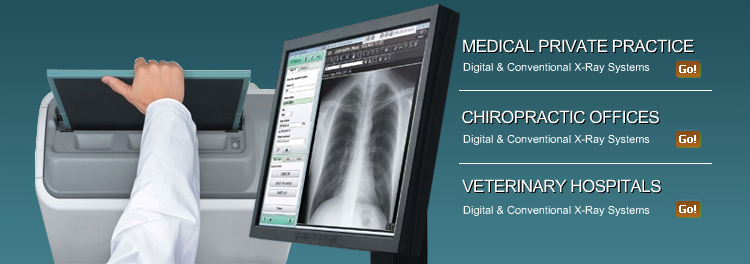 MEDICAL PRIVATE PRACTICE
Digital & Conventional X-Ray Systems Go!
CHIROPRACTIC OFFICES
Digital & Conventional X-Ray Systems Go!
VETERINARY HOSPITALS
Digital & Conventional X-Ray Systems Go!